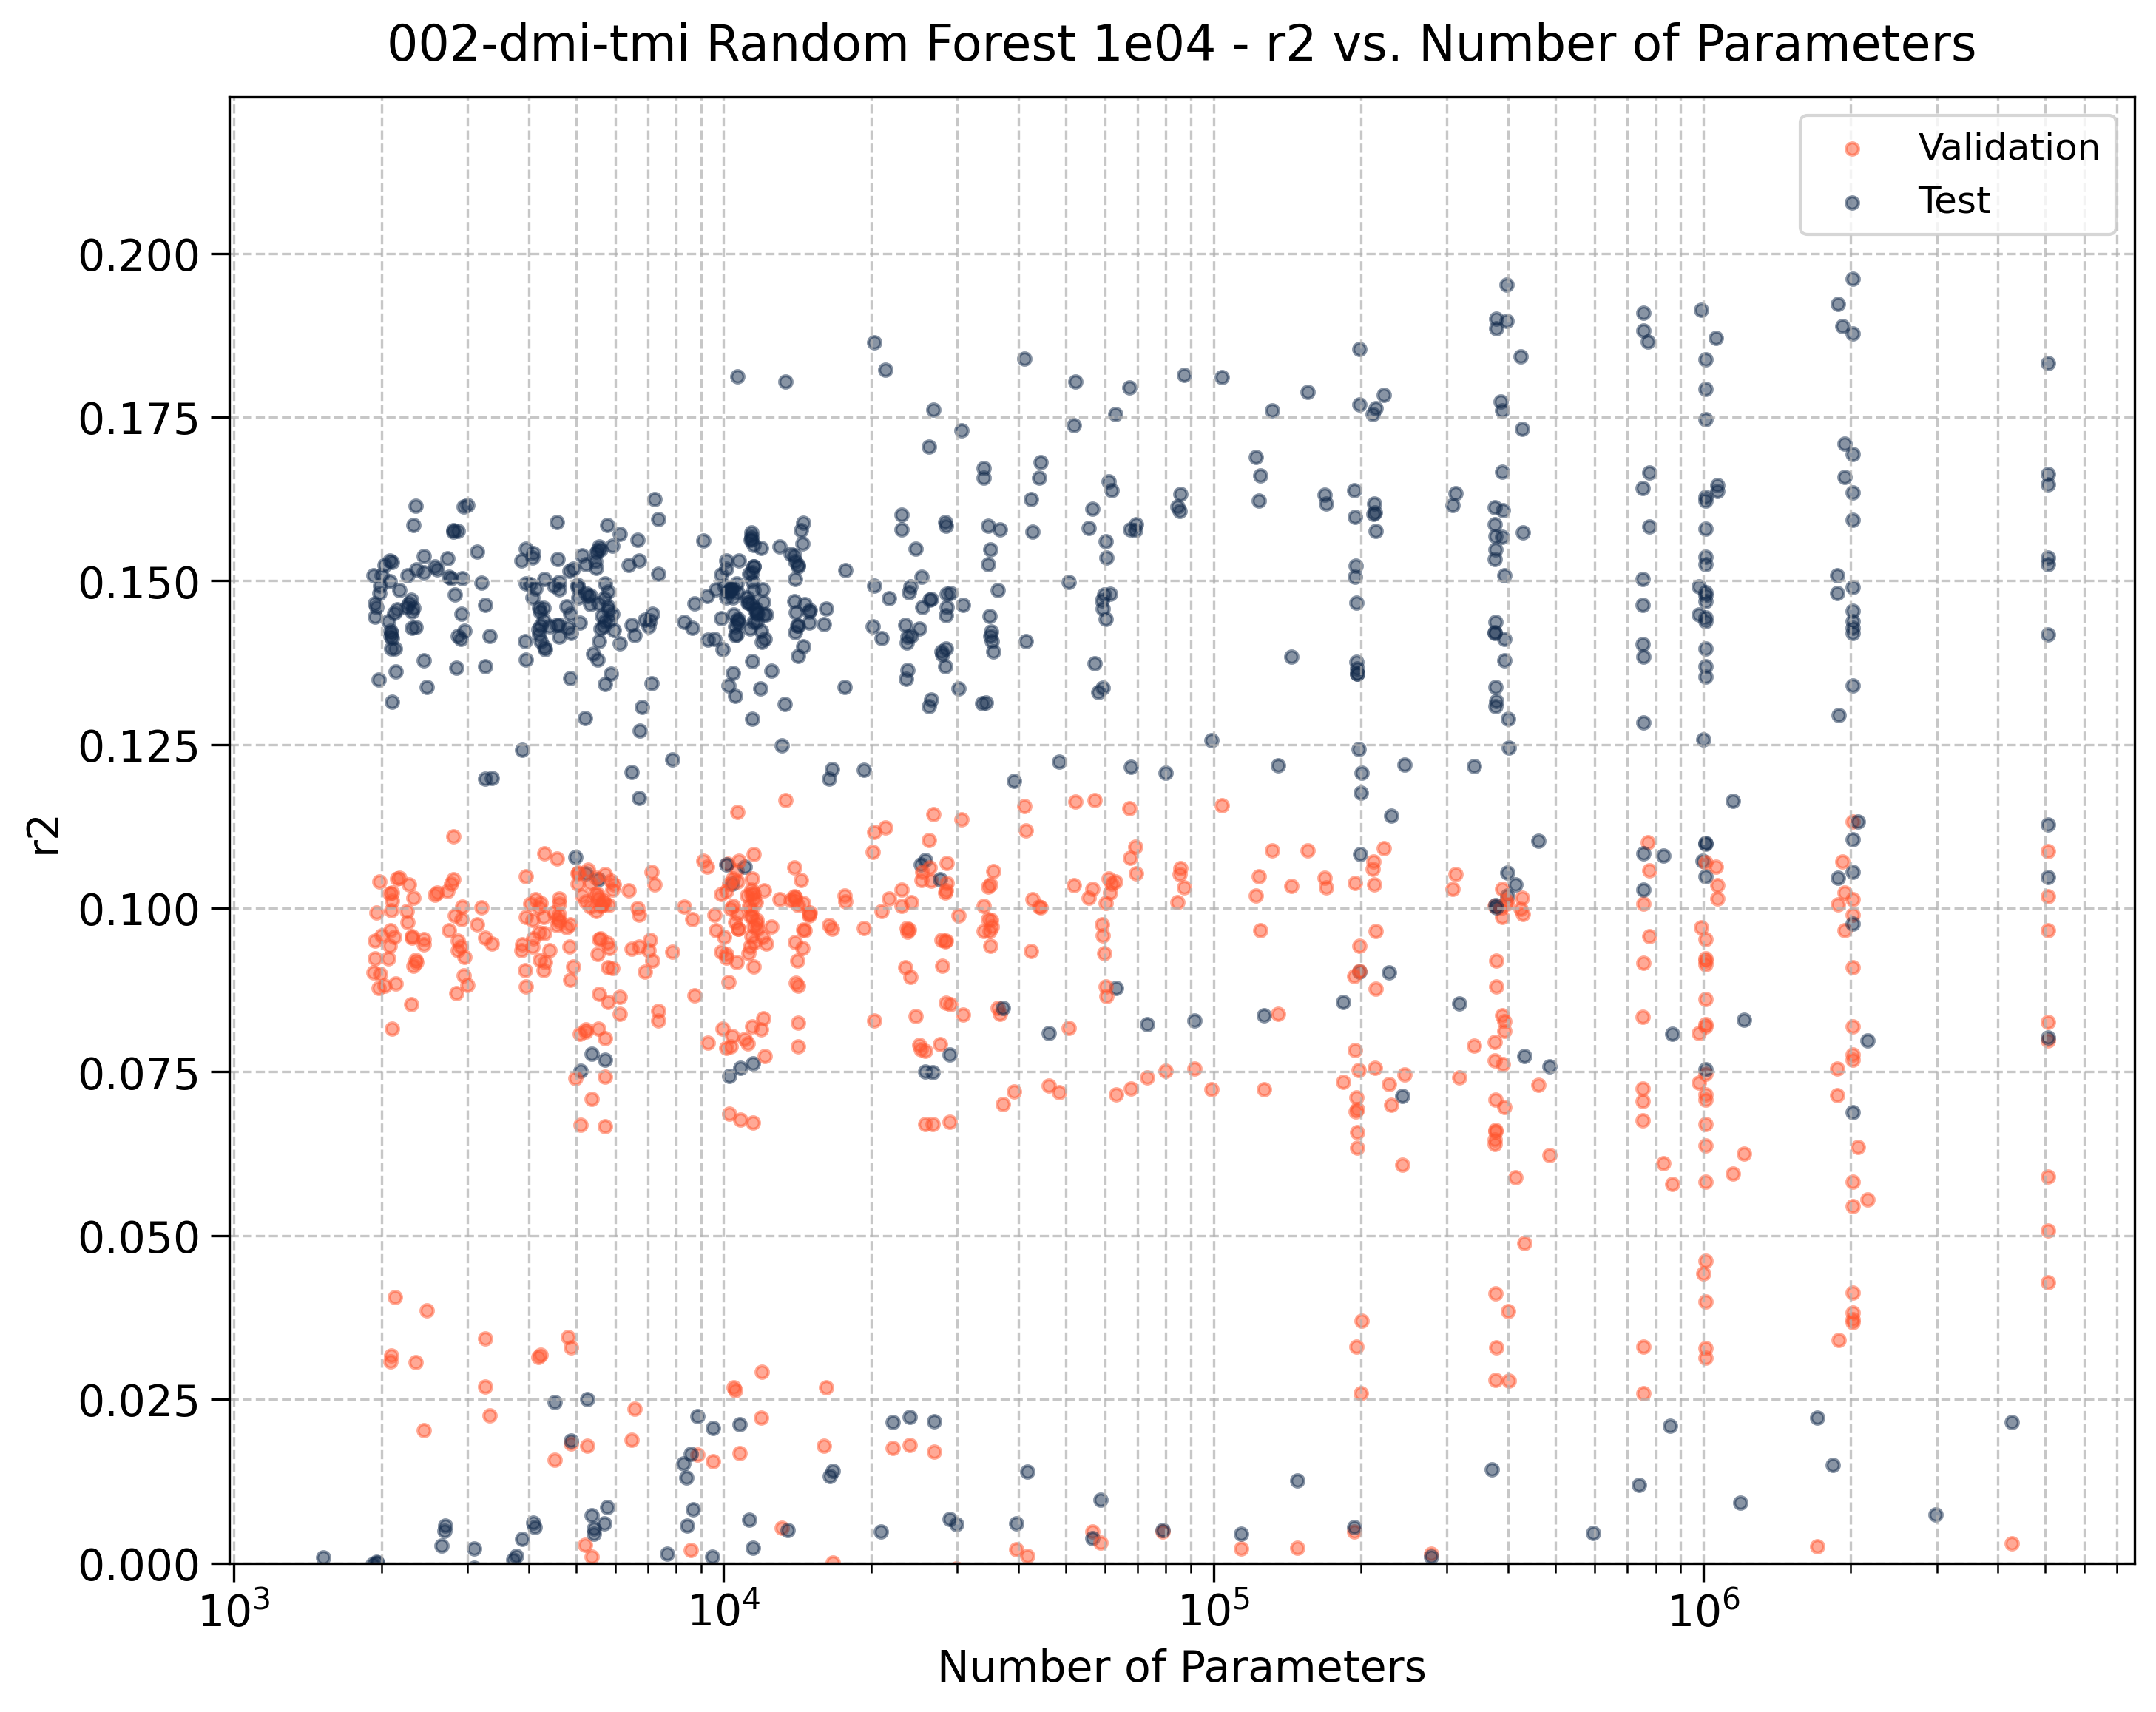 002-dmi-tmi Random Forest 1e04 - r2 vs. Number of Parameters
Validation
Test
0.200
0.175
0.150
0.125
0.100
0.075
0.050
0.025
0.000
r2
10³ 10⁴ 10⁵ 10⁶
Number of Parameters